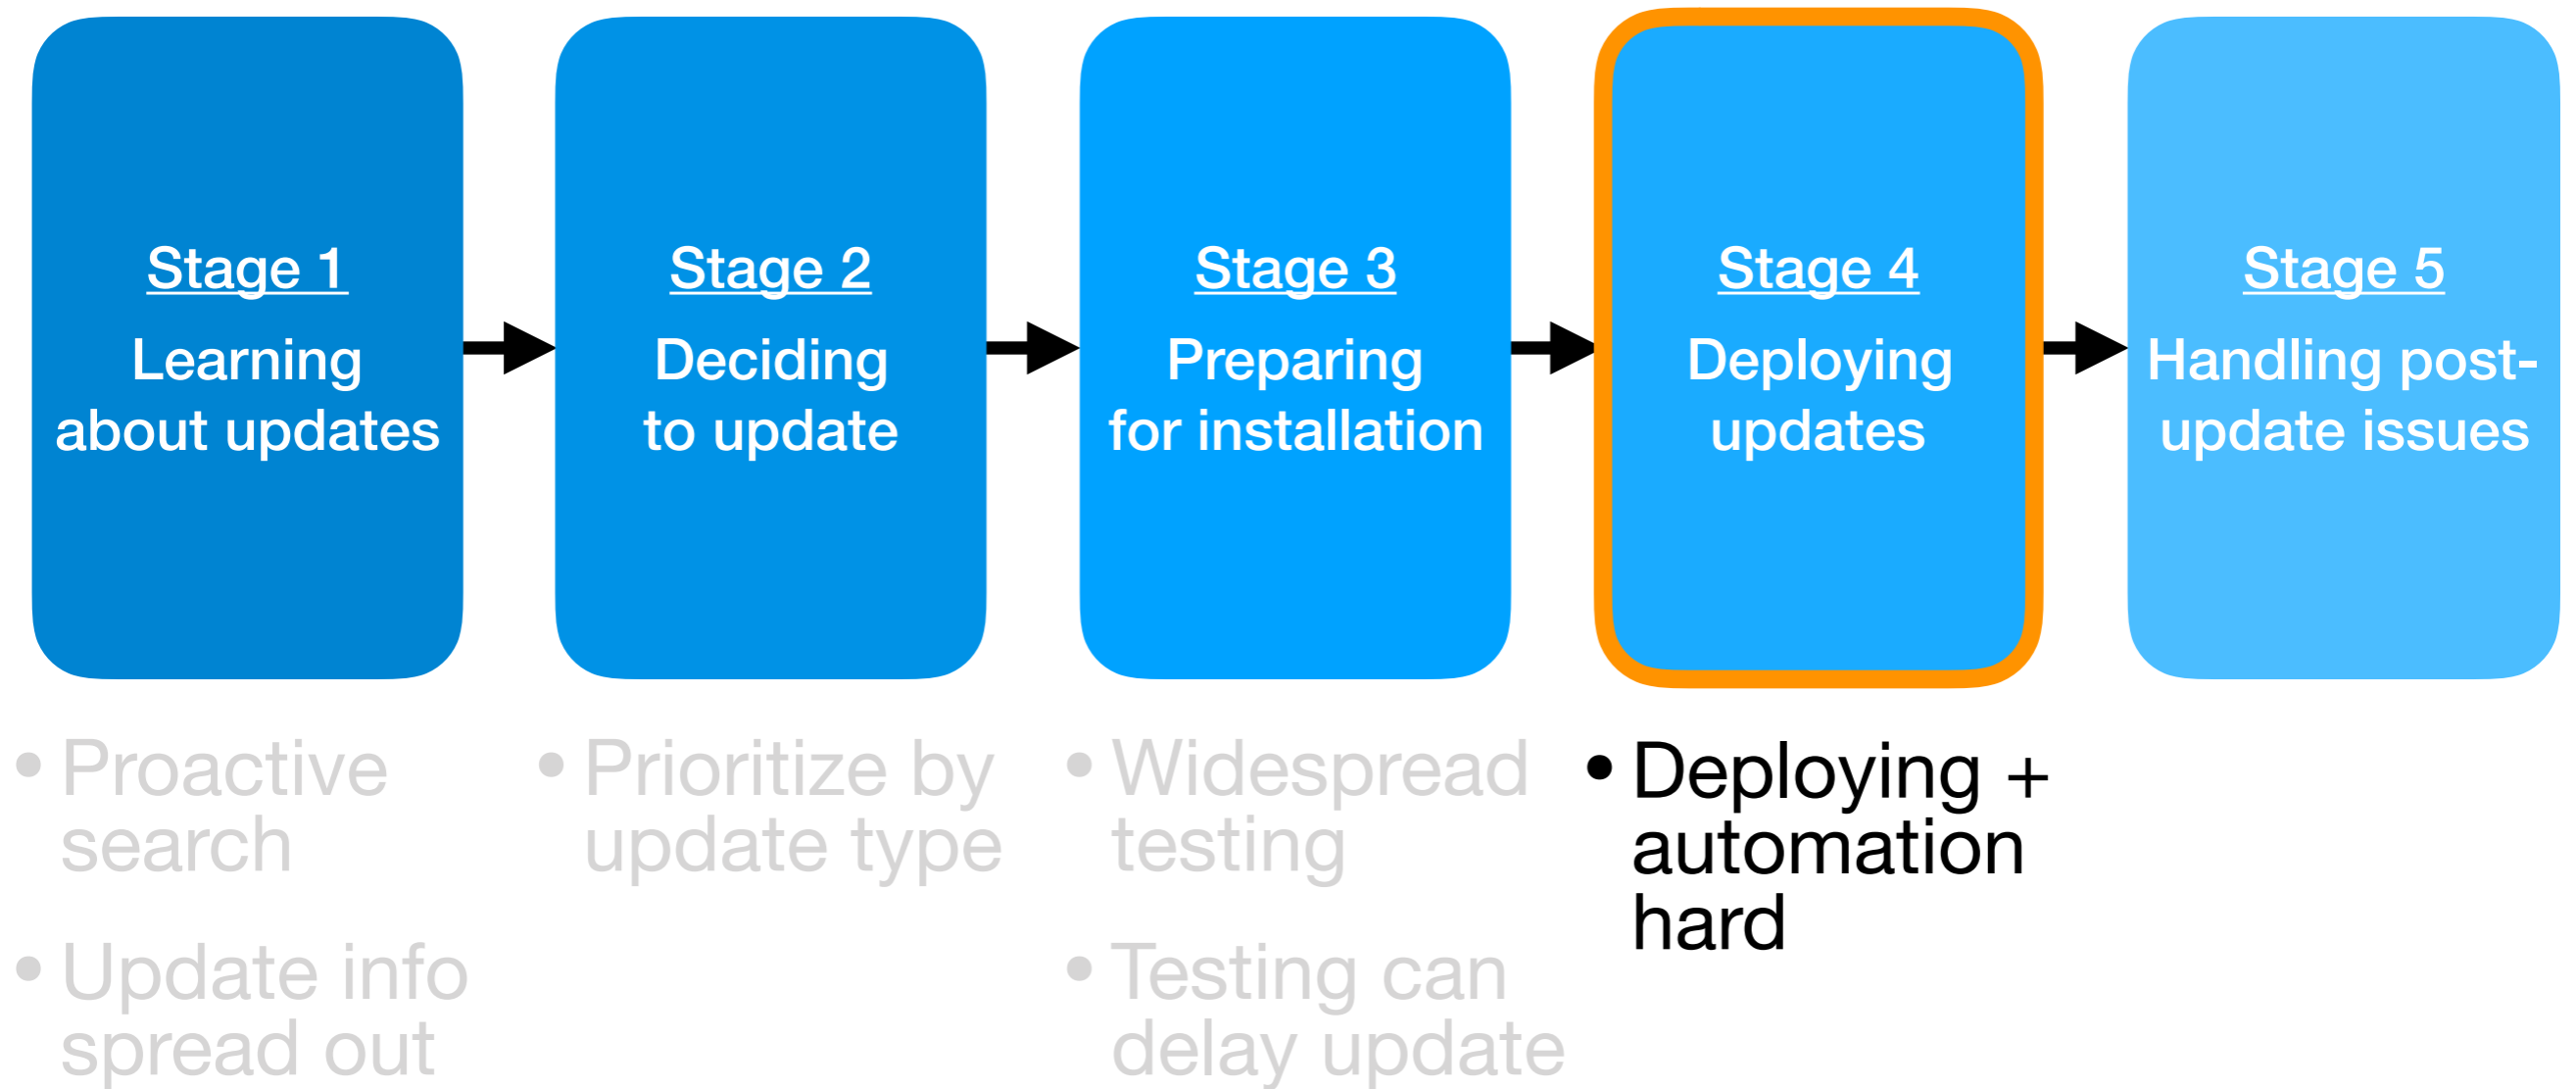 Stage 1
Learning
about updates
Stage 2
Deciding
to update
Stage 3
Preparing
for installation
Stage 4
Deploying
updates
Stage 5
Handling post-
update issues
• Proactive
search
• Update info
spread out
• Prioritize by
update type
• Widespread
testing
• Testing can
delay update
• Deploying +
automation
hard